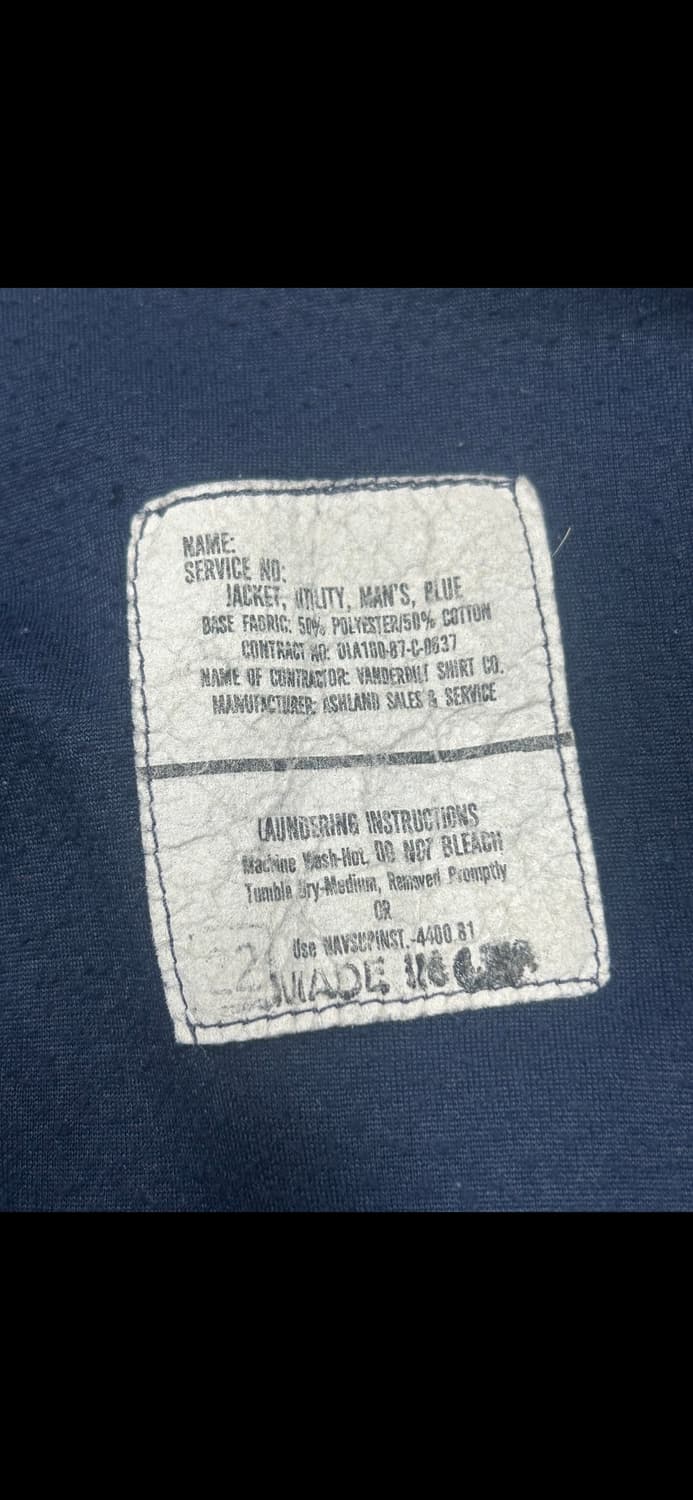 NAME:
SERVICE NO:
JACKET, UTILITY, MAN'S, BLUE
BASE FABRIC: 50% POLYESTER/50% COTTON
CONTRACT NO: DLA100-87-C-0637
NAME OF CONTRACTOR: VANDERBILT SHIRT CO.
MANUFACTURER: ASHLAND SALES & SERVICE
LAUNDERING INSTRUCTIONS
Machine Wash-Hot, DO NOT BLEACH
Tumble Dry-Medium, Removed Promptly
OR
Use NAVSUPINST.-4400.81
22
MADE IN USA